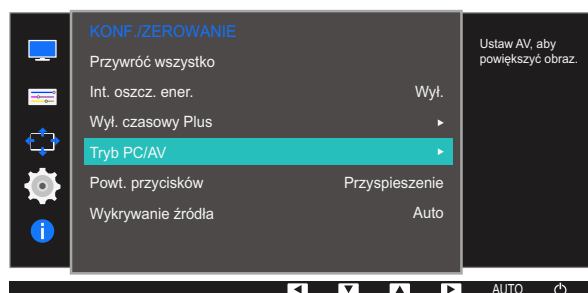 KONF./ZEROWANIE
Przywróć wszystko
Int. oszcz. ener. Wył.
Wył. czasowy Plus
Tryb PC/AV
Powt. przycisków Przyspieszenie
Wykrywanie źródła Auto
Ustaw AV, aby
powiększyć obraz.
AUTO